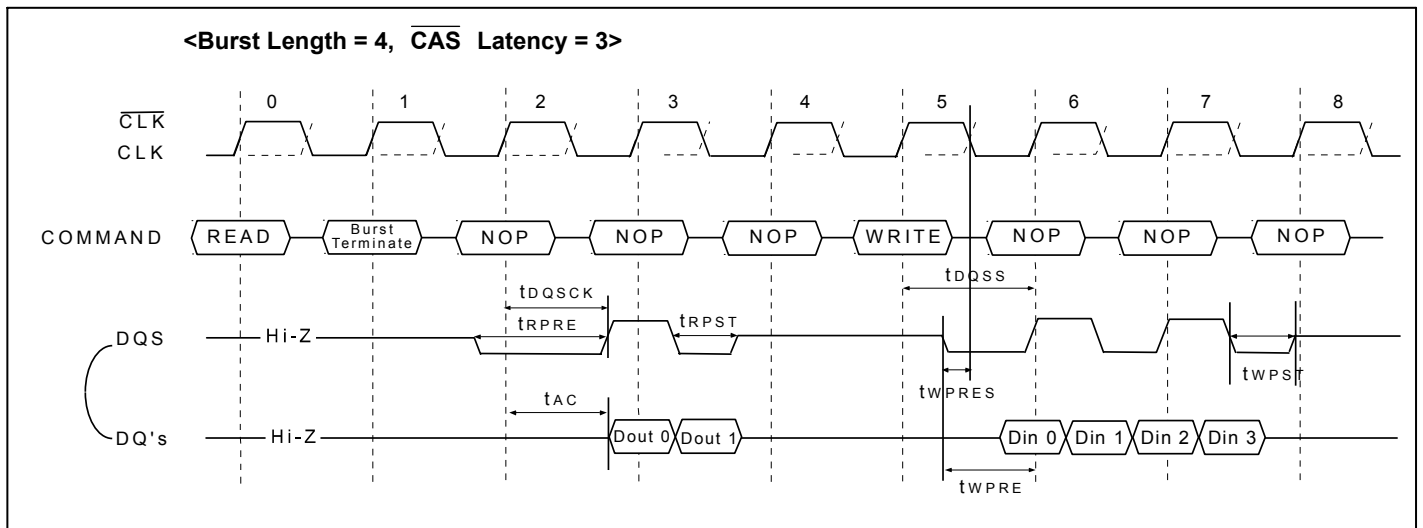 <Burst Length = 4, CAS Latency = 3>
0 1 2 3 4 5 6 7 8
CLK
CLK
COMMAND READ Burst Terminate NOP NOP NOP WRITE NOP NOP NOP
tDQSS
tDQSCK
tRPRE tRPST
DQS Hi-Z
tWPRES tWPST
tAC
DQ's Hi-Z Dout 0 Dout 1 Din 0 Din 1 Din 2 Din 3
tWPRE